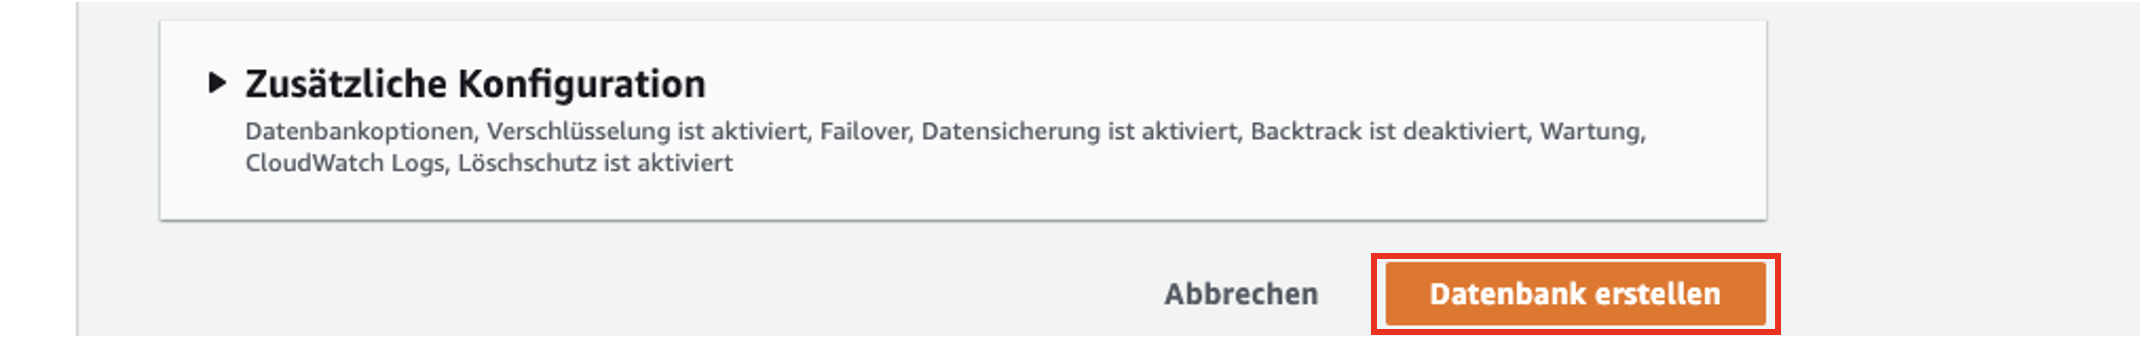 Zusätzliche Konfiguration
Datenbankoptionen, Verschlüsselung ist aktiviert, Failover, Datensicherung ist aktiviert, Backtrack ist deaktiviert, Wartung,
CloudWatch Logs, Löschschutz ist aktiviert
Abbrechen Datenbank erstellen